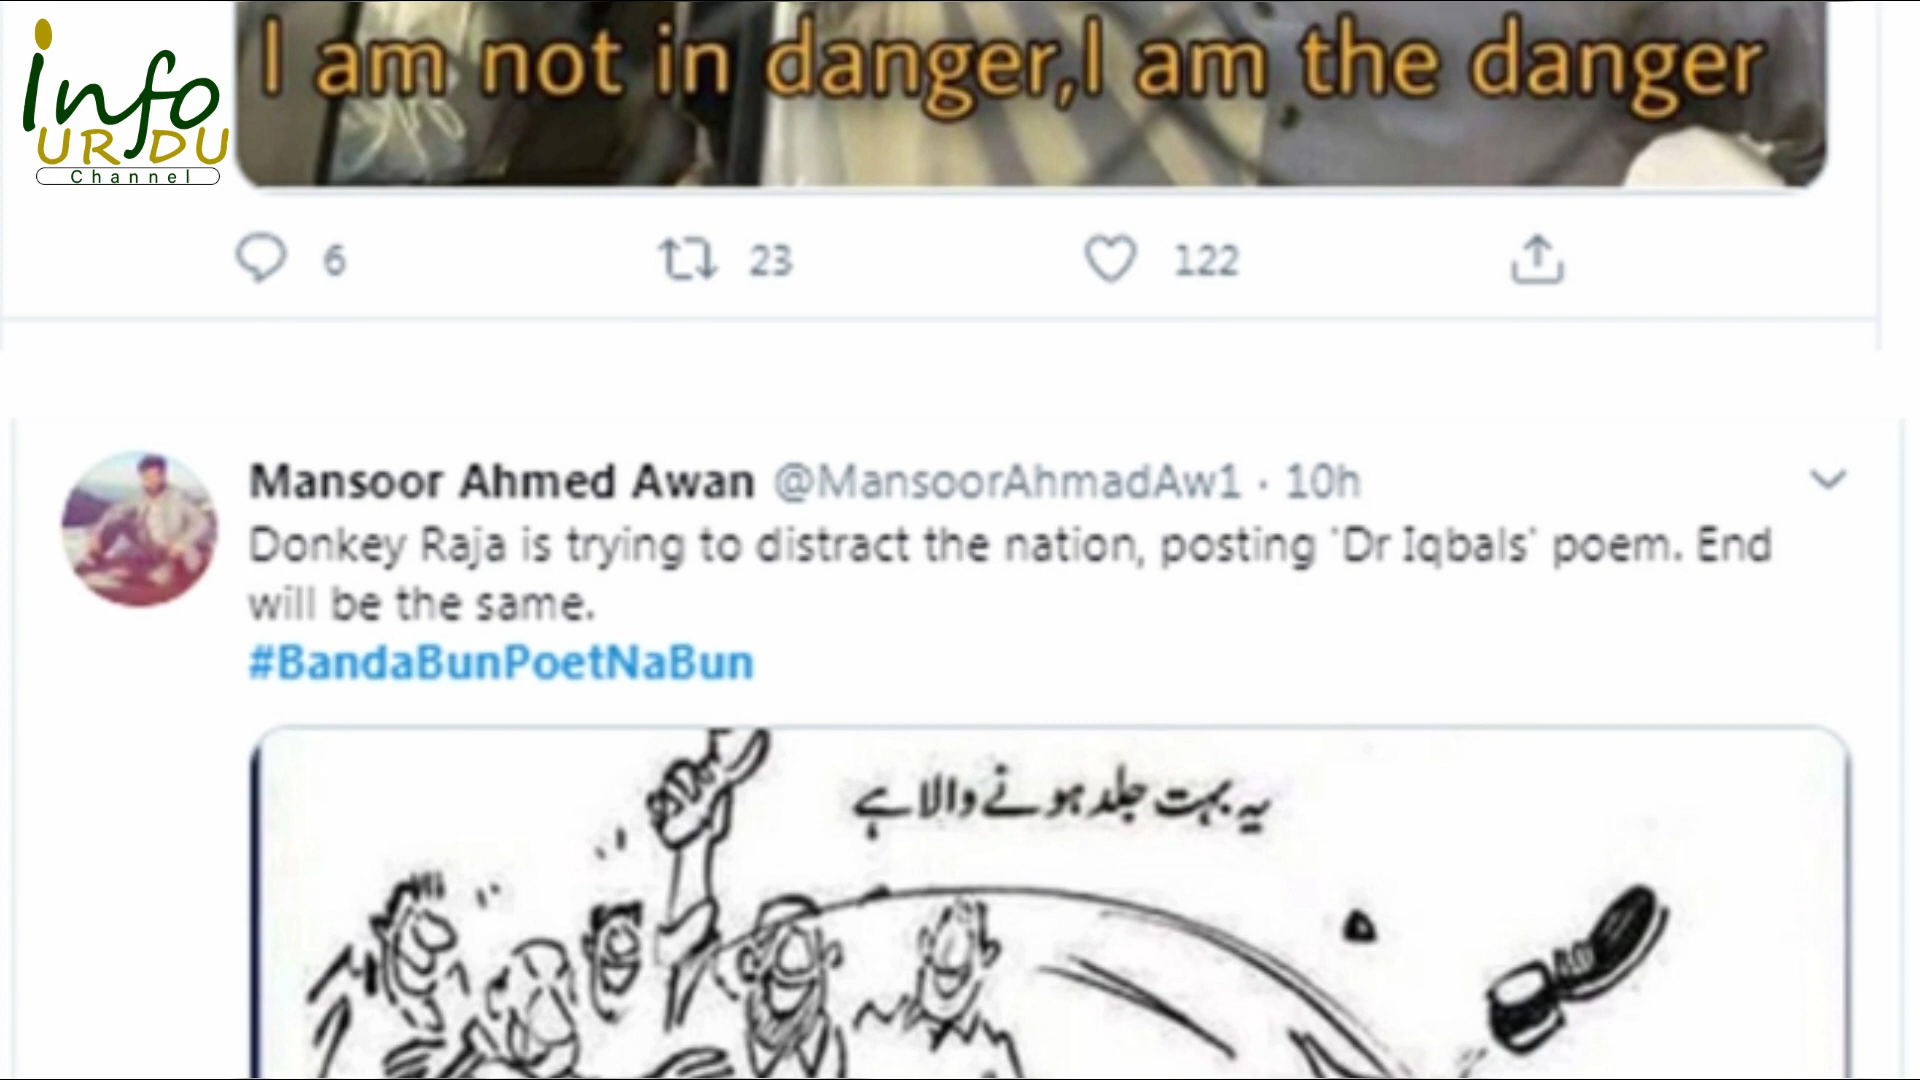 info
URDU
Channel
I am not in danger,I am the danger
6 23 122
Mansoor Ahmed Awan @MansoorAhmadAw1 · 10h
Donkey Raja is trying to distract the nation, posting `Dr Iqbals` poem. End
will be the same.
#BandaBunPoetNaBun
یہ بہت جلد ہونے والا ہے